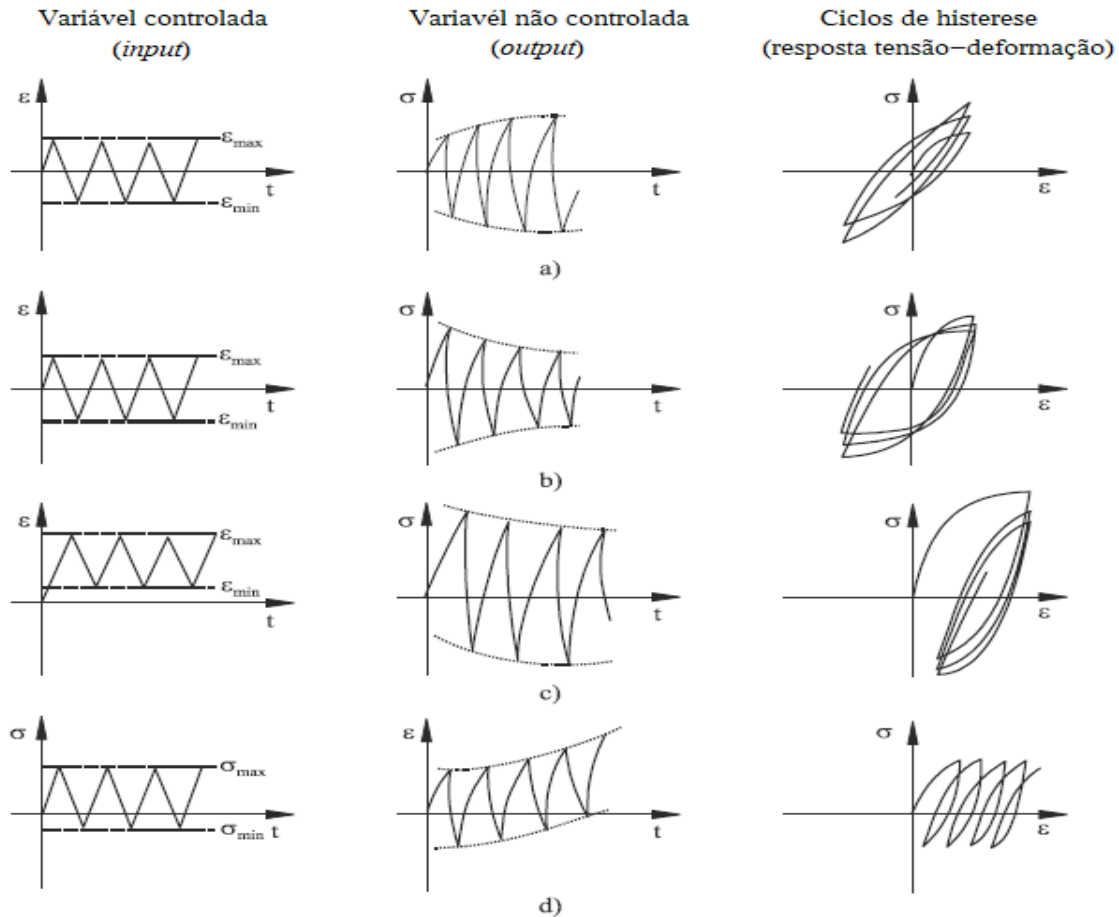 Variável controlada
(input)
Variavél não controlada
(output)
Ciclos de histerese
(resposta tensão−deformação)
ε
εmax
t
εmin
σ
t
σ
ε
a)
ε
εmax
t
εmin
σ
t
σ
ε
b)
ε
εmax
εmin
t
σ
t
σ
ε
c)
σ
σmax
σmin t
ε
t
σ
ε
d)